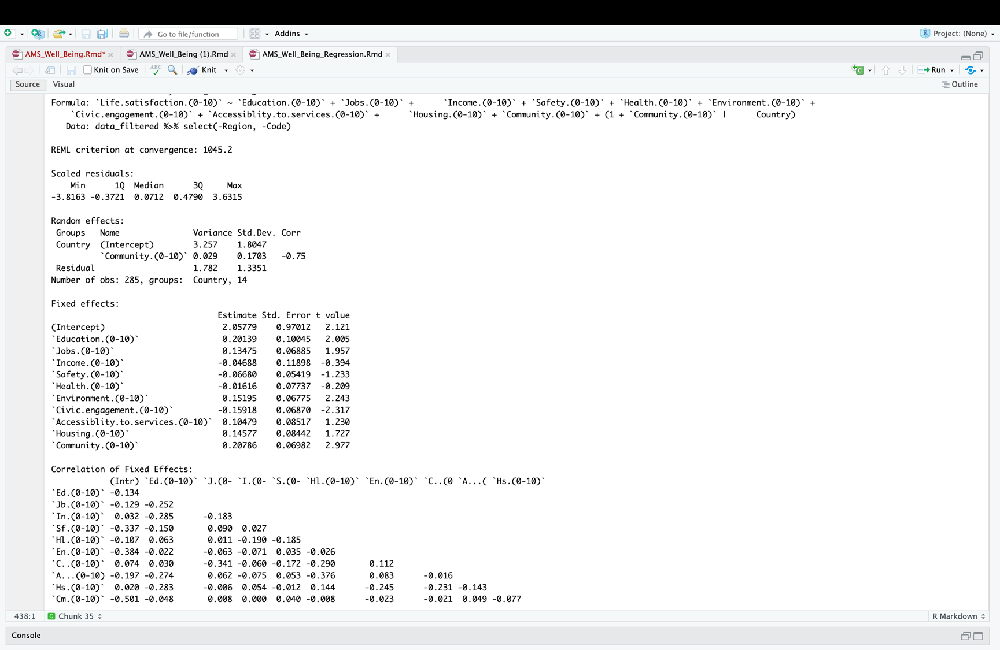 Go to file/function
Addins
Project: (None)
AMS_Well_Being.Rmd*
AMS_Well_Being (1).Rmd
AMS_Well_Being_Regression.Rmd
Knit on Save
ABC
Knit
Run
Source
Visual
Outline
Formula: `Life.satisfaction.(0-10)` ~ `Education.(0-10)` + `Jobs.(0-10)` +      `Income.(0-10)` + `Safety.(0-10)` + `Health.(0-10)` + `Environment.(0-10)` +
    `Civic.engagement.(0-10)` + `Accessiblity.to.services.(0-10)` +      `Housing.(0-10)` + `Community.(0-10)` + (1 + `Community.(0-10)` |      Country)
   Data: data_filtered %>% select(-Region, -Code)
REML criterion at convergence: 1045.2
Scaled residuals:
    Min      1Q  Median      3Q     Max
-3.8163 -0.3721  0.0712  0.4790  3.6315
Random effects:
 Groups   Name               Variance Std.Dev. Corr
 Country  (Intercept)        3.257    1.8047
          `Community.(0-10)` 0.029    0.1703   -0.75
 Residual                    1.782    1.3351
Number of obs: 285, groups:  Country, 14
Fixed effects:
                                  Estimate Std. Error t value
(Intercept)                        2.05779    0.97012   2.121
`Education.(0-10)`                 0.20139    0.10045   2.005
`Jobs.(0-10)`                      0.13475    0.06885   1.957
`Income.(0-10)`                   -0.04688    0.11898  -0.394
`Safety.(0-10)`                   -0.06680    0.05419  -1.233
`Health.(0-10)`                   -0.01616    0.07737  -0.209
`Environment.(0-10)`               0.15195    0.06775   2.243
`Civic.engagement.(0-10)`         -0.15918    0.06870  -2.317
`Accessiblity.to.services.(0-10)`  0.10479    0.08517   1.230
`Housing.(0-10)`                   0.14577    0.08442   1.727
`Community.(0-10)`                 0.20786    0.06982   2.977
Correlation of Fixed Effects:
            (Intr) `Ed.(0-10)` `J.(0- `I.(0- `S.(0- `Hl.(0-10)` `En.(0-10)` `C..(0 `A...( `Hs.(0-10)`
`Ed.(0-10)` -0.134
`Jb.(0-10)` -0.129 -0.252
`In.(0-10)`  0.032 -0.285      -0.183
`Sf.(0-10)` -0.337 -0.150       0.090  0.027
`Hl.(0-10)` -0.107  0.063       0.011 -0.190 -0.185
`En.(0-10)` -0.384 -0.022      -0.063 -0.071  0.035 -0.026
`C..(0-10)`  0.074  0.030      -0.341 -0.060 -0.172 -0.290       0.112
`A...(0-10) -0.197 -0.274       0.062 -0.075  0.053 -0.376       0.083      -0.016
`Hs.(0-10)`  0.020 -0.283      -0.006  0.054 -0.012  0.144      -0.245      -0.231 -0.143
`Cm.(0-10)` -0.501 -0.048       0.008  0.000  0.040 -0.008      -0.023      -0.021  0.049 -0.077
438:1
Chunk 35
R Markdown
Console